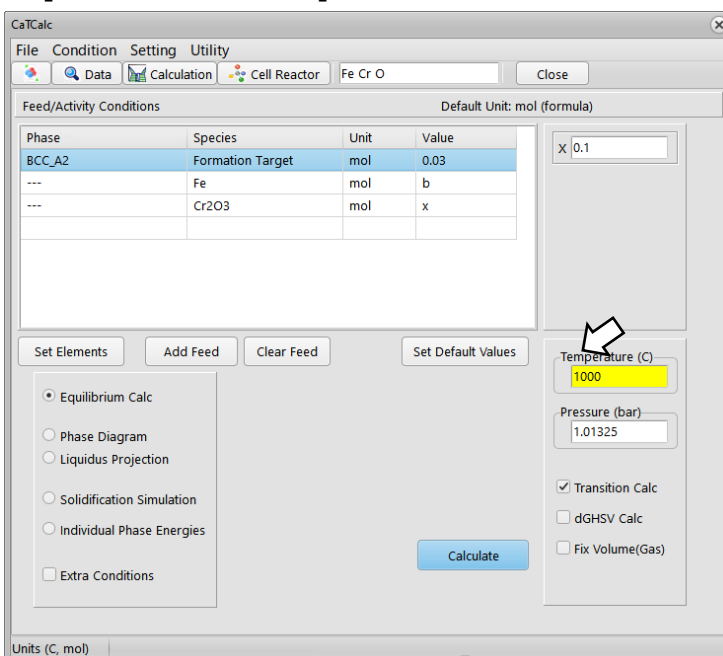 CaTCalc
File Condition Setting Utility
Data Calculation Cell Reactor Fe Cr O Close
Feed/Activity Conditions Default Unit: mol (formula)
Phase Species Unit Value
BCC_A2 Formation Target mol 0.03
--- Fe mol b
--- Cr2O3 mol x
X 0.1
Set Elements Add Feed Clear Feed Set Default Values
Temperature (C)
1000
Equilibrium Calc
Pressure (bar)
1.01325
Phase Diagram
Liquidus Projection
Transition Calc
Solidification Simulation
dGHSV Calc
Individual Phase Energies
Fix Volume(Gas)
Calculate
Extra Conditions
Units (C, mol)